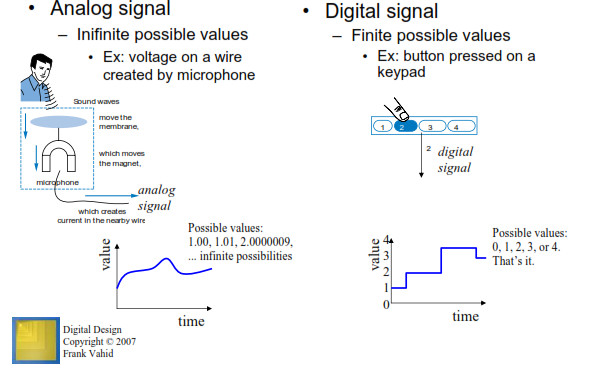 • Analog signal
– Inifinite possible values
• Ex: voltage on a wire
created by microphone
Sound waves
move the
membrane,
which moves
the magnet,
microphone
analog
signal
which creates
current in the nearby wire
Possible values:
1.00, 1.01, 2.0000009,
... infinite possibilities
value
time
Digital Design
Copyright © 2007
Frank Vahid
• Digital signal
– Finite possible values
• Ex: button pressed on a
keypad
1 2 3 4
2 digital
signal
Possible values:
0, 1, 2, 3, or 4.
That's it.
value
4
3
2
1
0
time